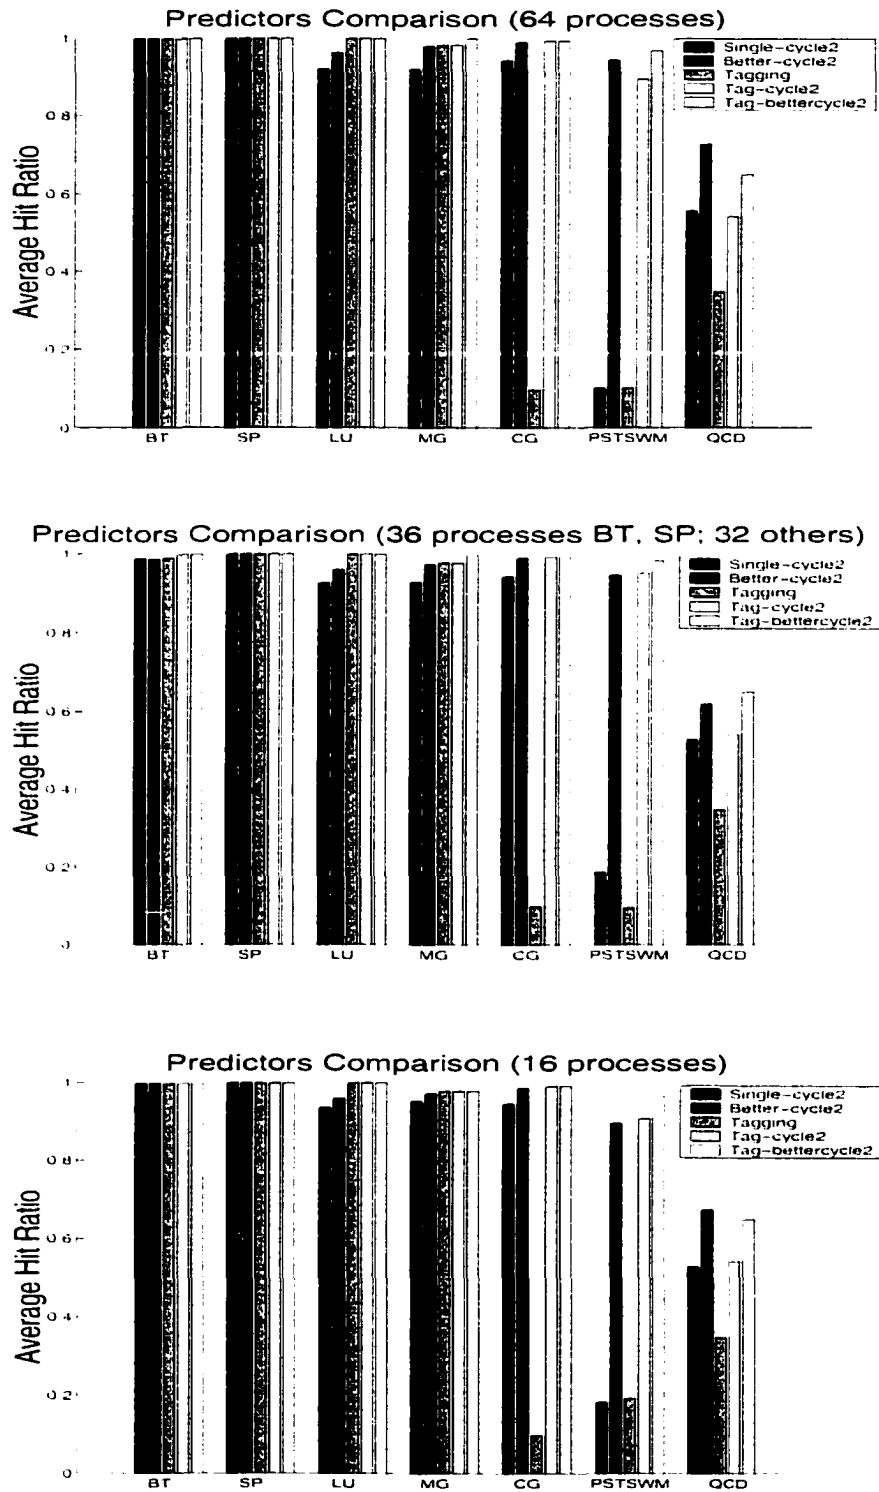 Predictors Comparison (64 processes)
Average Hit Ratio
1
0.8
0.6
0.4
0.2
0
Single-cycle2
Better-cycle2
Tagging
Tag-cycle2
Tag-bettercycle2
BT SP LU MG CG PSTSWM QCD
Predictors Comparison (36 processes BT, SP; 32 others)
Average Hit Ratio
1
0.8
0.6
0.4
0.2
0
Single-cycle2
Better-cycle2
Tagging
Tag-cycle2
Tag-bettercycle2
BT SP LU MG CG PSTSWM QCD
Predictors Comparison (16 processes)
Average Hit Ratio
1
0.8
0.6
0.4
0.2
0
Single-cycle2
Better-cycle2
Tagging
Tag-cycle2
Tag-bettercycle2
BT SP LU MG CG PSTSWM QCD